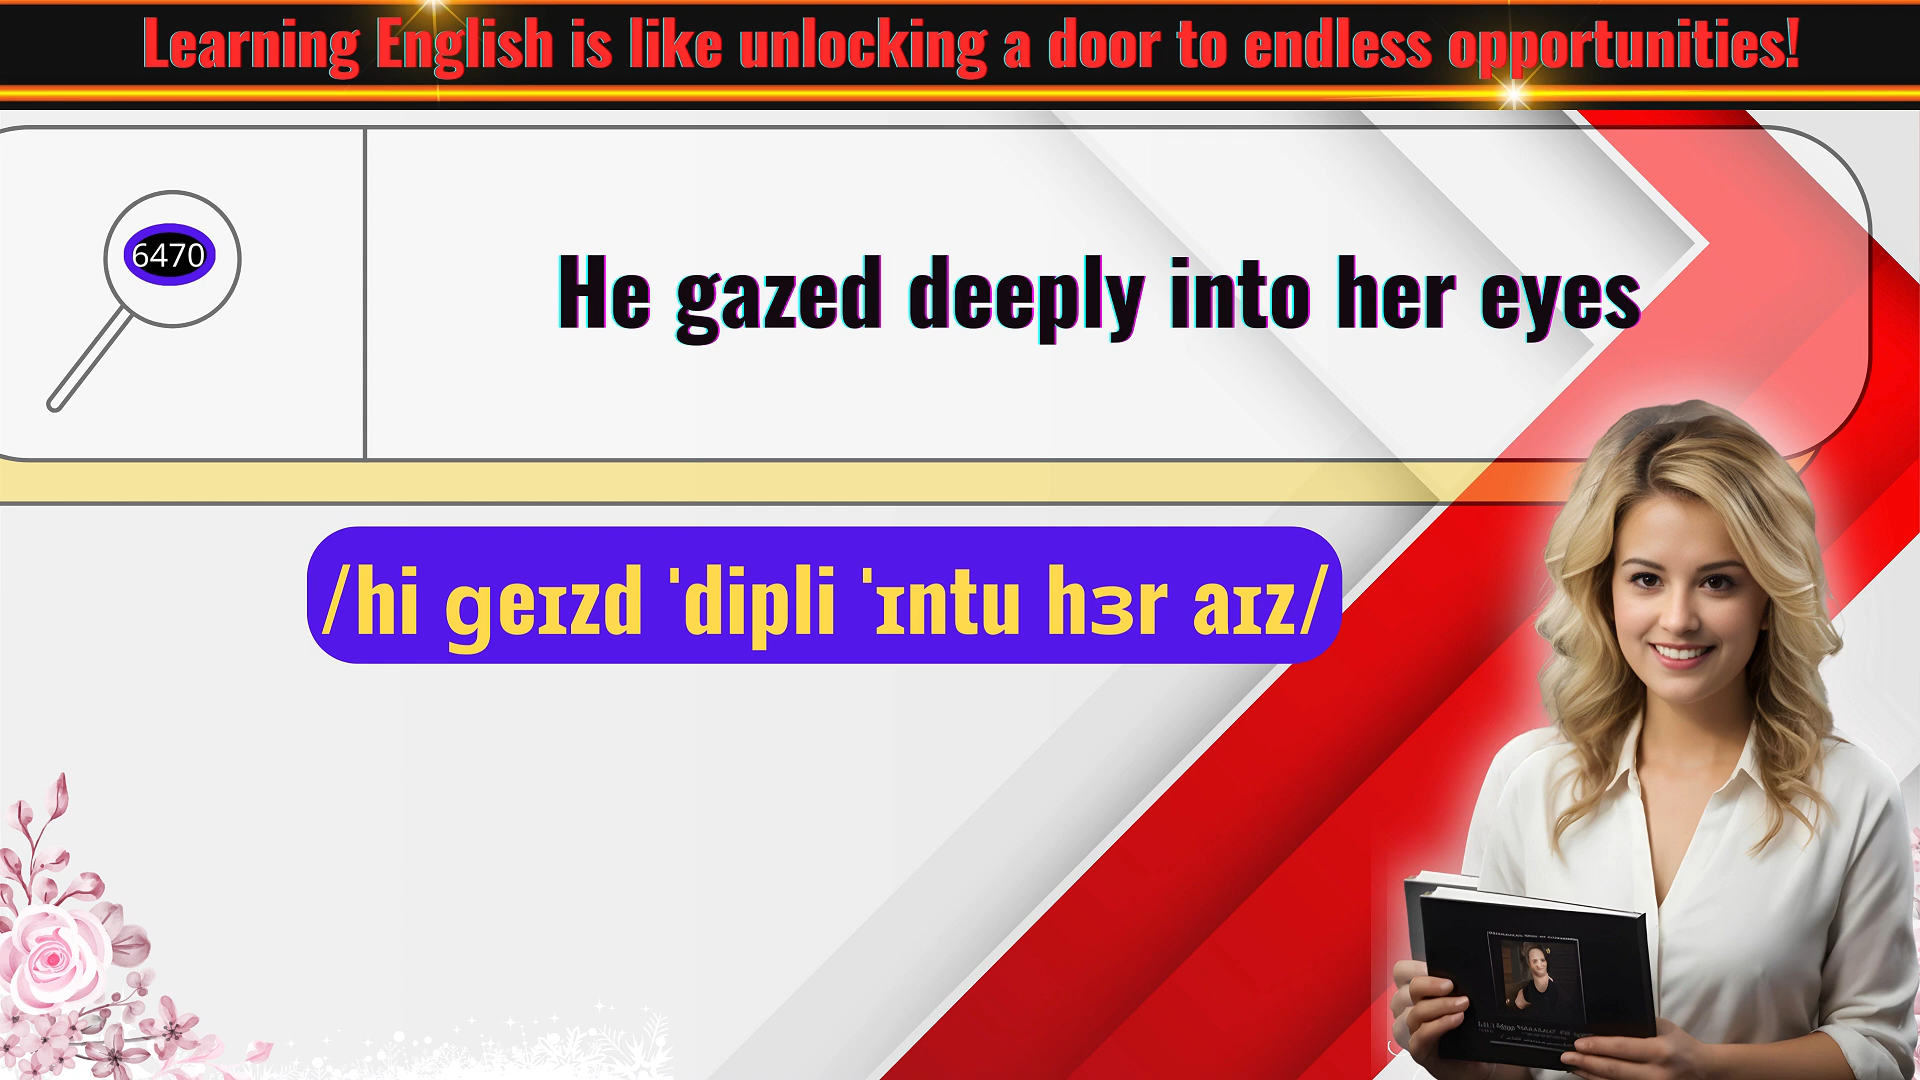 Learning English is like unlocking a door to endless opportunities!
6470
He gazed deeply into her eyes
/hi ɡeɪzd ˈdipli ˈɪntu hɜr aɪz/